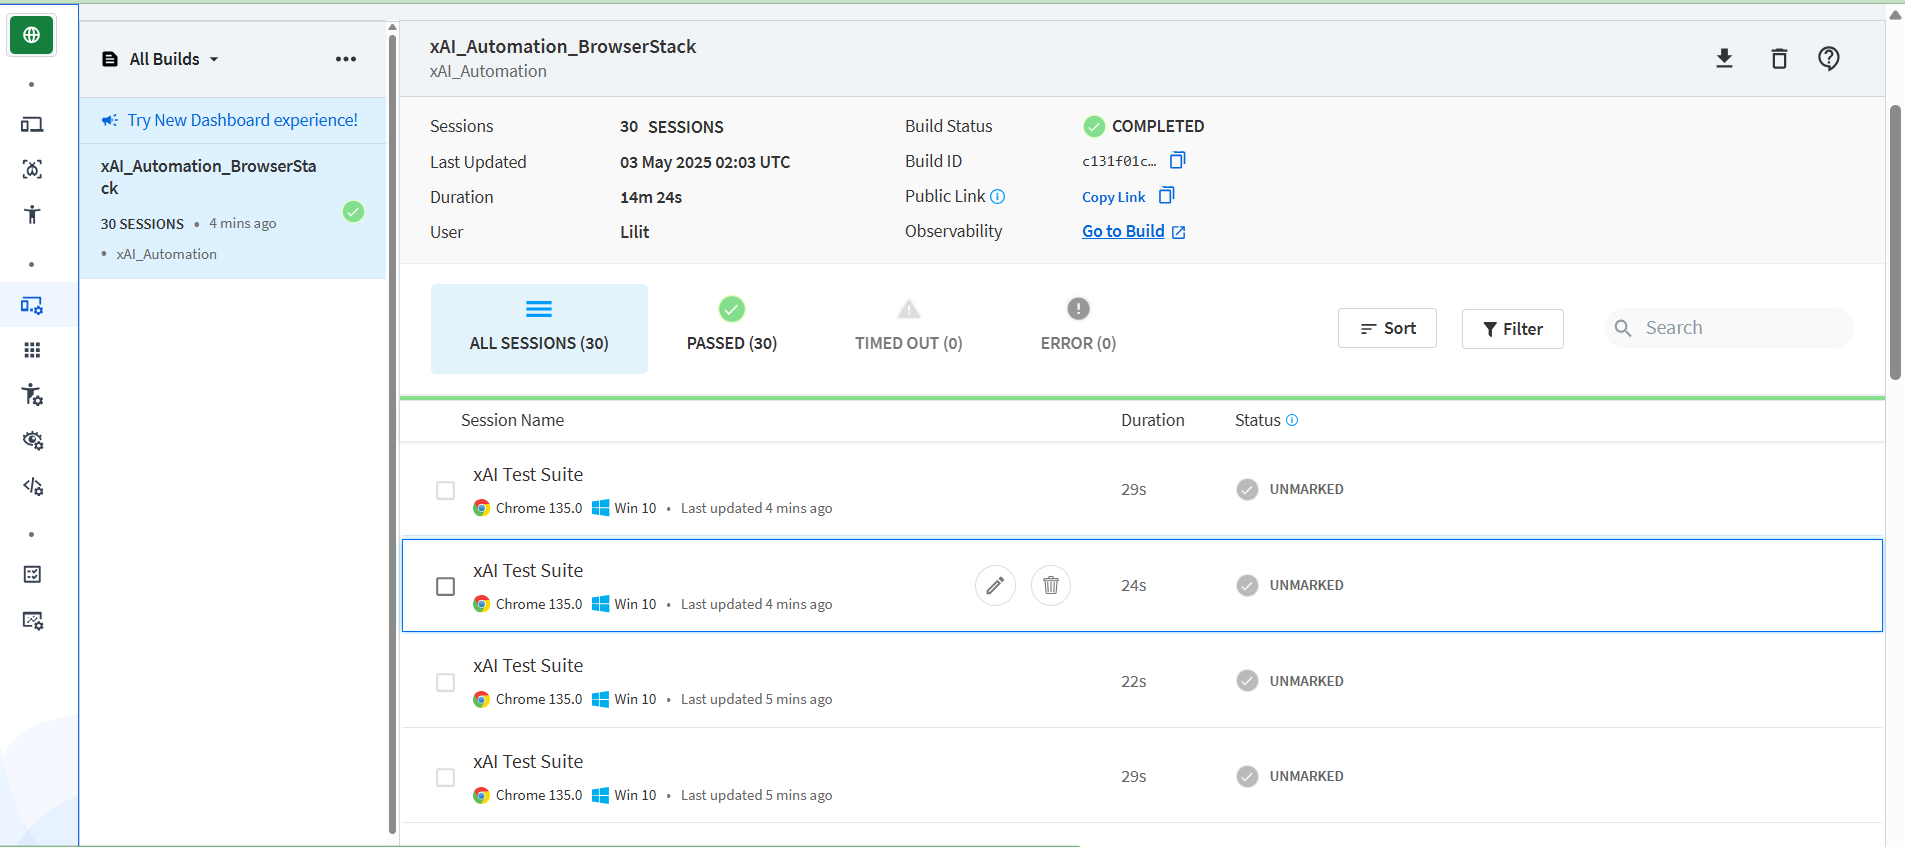 All Builds
Try New Dashboard experience!
xAI_Automation_BrowserSta
ck
30 SESSIONS • 4 mins ago
• xAI_Automation
xAI_Automation_BrowserStack
xAI_Automation
Sessions 30 SESSIONS
Last Updated 03 May 2025 02:03 UTC
Duration 14m 24s
User Lilit
Build Status COMPLETED
Build ID c131f01c…
Public Link Copy Link
Observability Go to Build
ALL SESSIONS (30)
PASSED (30)
TIMED OUT (0)
ERROR (0)
Sort
Filter
Search
Session Name Duration Status
xAI Test Suite
Chrome 135.0 Win 10 • Last updated 4 mins ago
29s UNMARKED
xAI Test Suite
Chrome 135.0 Win 10 • Last updated 4 mins ago
24s UNMARKED
xAI Test Suite
Chrome 135.0 Win 10 • Last updated 5 mins ago
22s UNMARKED
xAI Test Suite
Chrome 135.0 Win 10 • Last updated 5 mins ago
29s UNMARKED